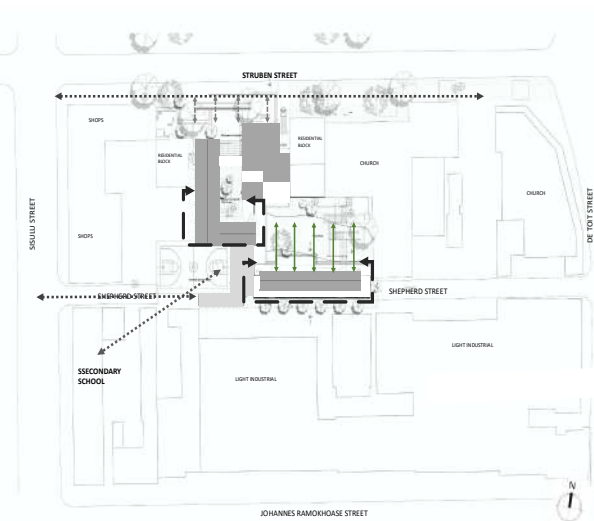 STRUBEN STREET
SHOPS
RESIDENTIAL
BLOCK
RESIDENTIAL
BLOCK
CHURCH
CHURCH
SISULU STREET
DE TOIT STREET
SHOPS
SHEPHERD STREET
SHEPHERD STREET
LIGHT INDUSTRIAL
SSECONDARY
SCHOOL
LIGHT INDUSTRIAL
N
JOHANNES RAMOKHOASE STREET